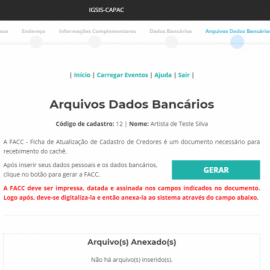 IGSIS-CAPAC
Endereço Informações Complementares Dados Bancários Arquivos Dados Bancários
| Início | Carregar Eventos | Ajuda | Sair |
Arquivos Dados Bancários
Código de cadastro: 12 | Nome: Artista de Teste Silva
A FACC - Ficha de Atualização de Cadastro de Credores é um documento necessário para
recebimento do cachê.
Após inserir seus dados pessoais e os dados bancários,
clique no botão para gerar a FACC.
GERAR
A FACC deve ser impressa, datada e assinada nos campos indicados no documento.
Logo após, deve-se digitaliza-la e então anexa-la ao sistema através do campo abaixo.
Arquivo(s) Anexado(s)
Não há arquivo(s) inserido(s).